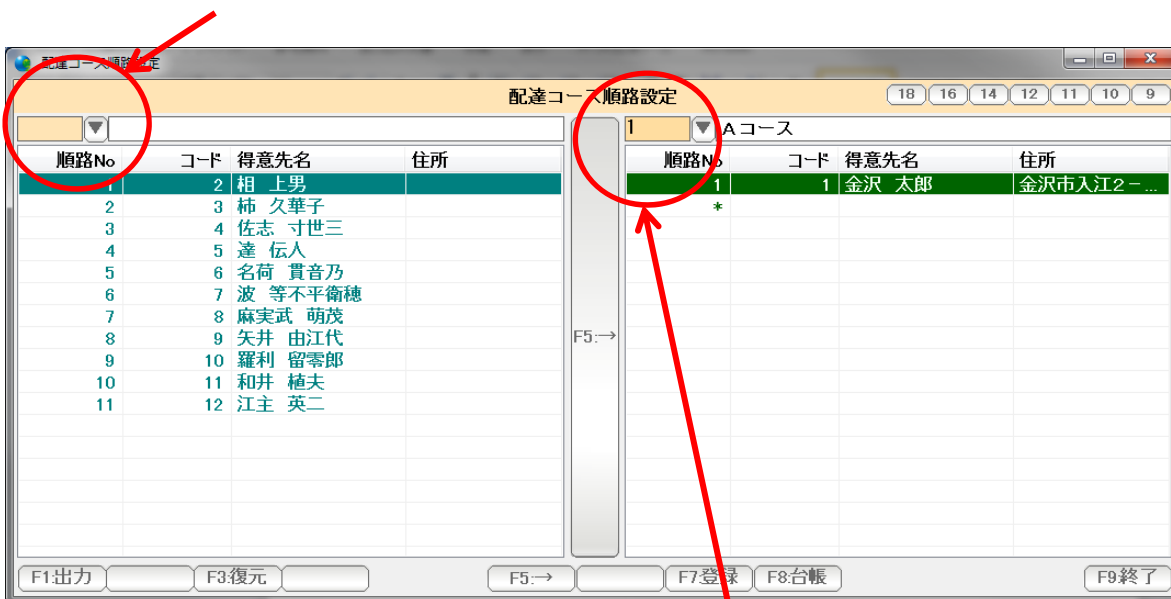 配達コース順路設定
配達コース順路設定 18 16 14 12 11 10 9
1 Aコース
順路No コード 得意先名 住所 順路No コード 得意先名 住所
1 2 相 上男 1 1 金沢 太郎 金沢市入江2－...
2 3 柿 久華子 *
3 4 佐志 寸世三
4 5 達 伝人
5 6 名荷 貫音乃
6 7 波 等不平衛穂
7 8 麻実武 萌茂
8 9 矢井 由江代 F5:→
9 10 羅利 留零郎
10 11 和井 植夫
11 12 江主 英二
F1:出力 F3:復元 F5:→ F7:登録 F8:台帳 F9:終了